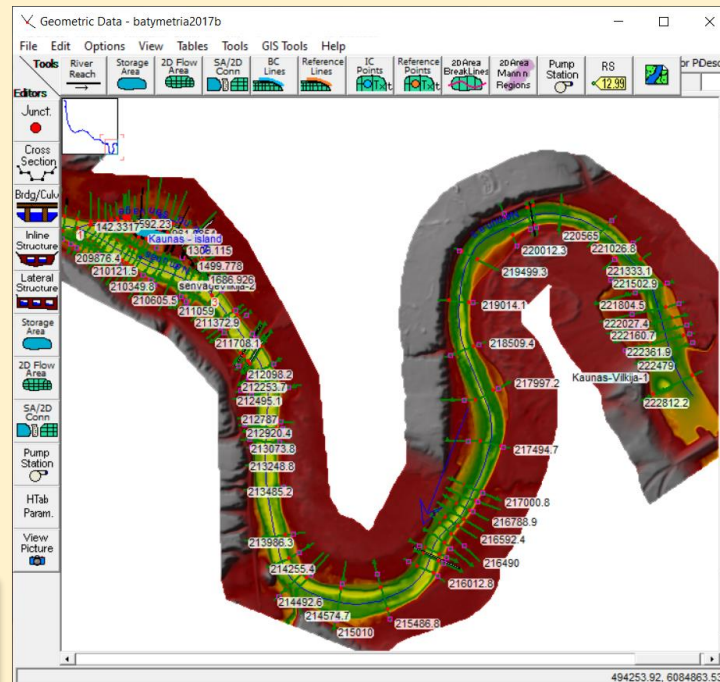 Geometric Data - batymetria2017b
File Edit Options View Tables Tools GIS Tools Help
Tools
River
Reach
Storage
Area
2D Flow
Area
SA/2D
Conn
BC
Lines
Reference
Lines
IC
Points
Reference
Points
2D Area
BreakLines
2D Area
Mann n
Regions
Pump
Station
RS
12.99
Editors
Junct.
Cross
Section
Brdg/Culv
Inline
Structure
Lateral
Structure
Storage
Area
2D Flow
Area
SA/2D
Conn
Pump
Station
HTab
Param.
View
Picture
Kaunas - island
1499.778
1686.926
209876.4
210121.5
210349.8
210605.5
211059
211372.9
211708.1
212098.2
212253.7
212495.1
212787
212920.4
213073.8
213248.8
213485.2
213986.3
214255.4
214492.6
214574.7
215010
215486.8
216012.8
216490
216592.4
216788.9
217000.8
217494.7
217997.2
218509.4
219014.1
219499.3
220012.3
220565
221026.8
221333.1
221502.9
221804.5
222027.4
222160.7
222361.9
222479
Kaunas-Vilkija-1
222812.2
494253.92, 6084863.53